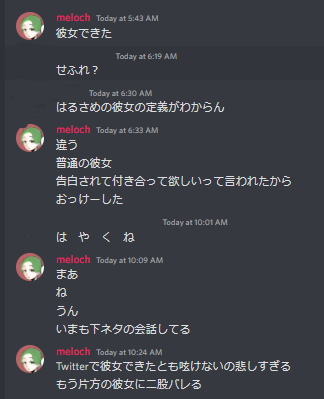 meloch Today at 5:43 AM
彼女できた
Today at 6:19 AM
せふれ？
Today at 6:30 AM
はるさめの彼女の定義がわからん
meloch Today at 6:33 AM
違う
普通の彼女
告白されて付き合って欲しいって言われたから
おっけーした
Today at 10:01 AM
は　や　く　ね
meloch Today at 10:09 AM
まあ
ね
うん
いまも下ネタの会話してる
meloch Today at 10:24 AM
Twitterで彼女できたとも呟けないの悲しすぎる
もう片方の彼女に二股バレる